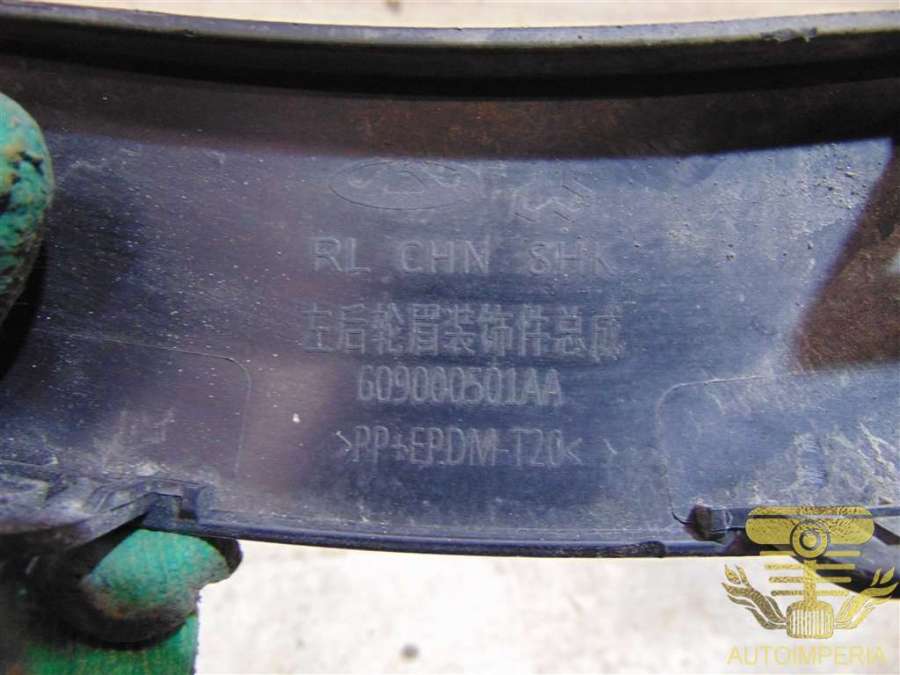 RL CHN SHK
左后轮眉装饰件总成
609000501AA
>PP+EPDM-T20<
AUTOIMPERIA